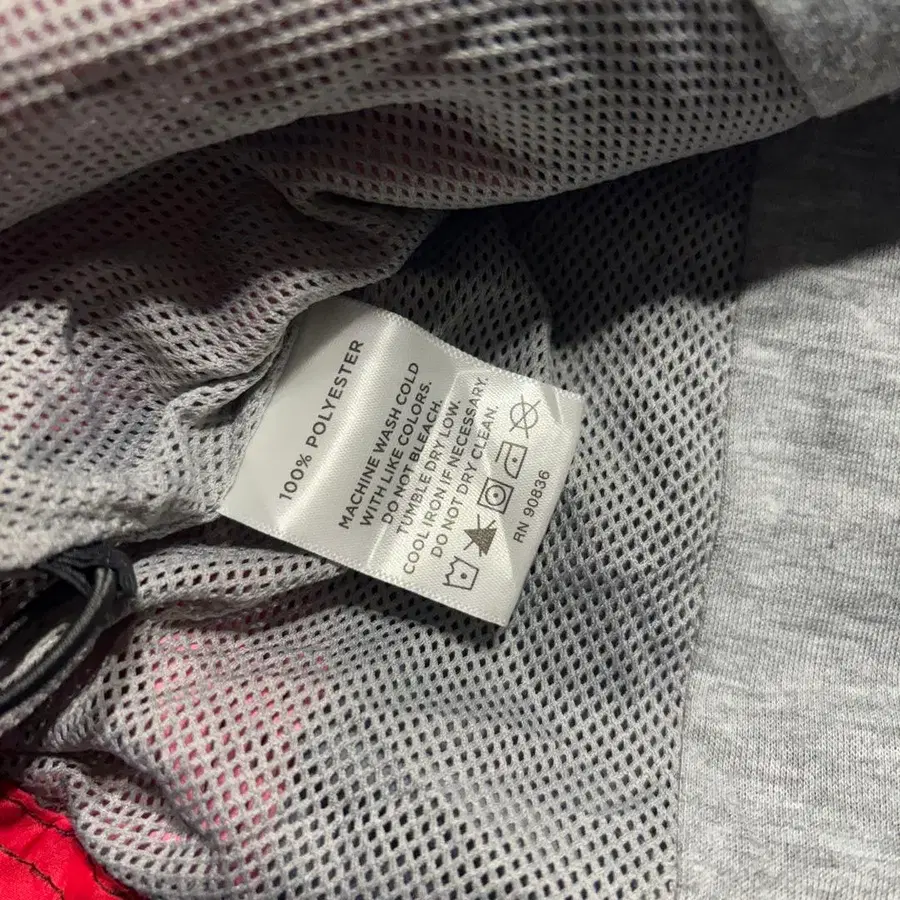 100% POLYESTER
MACHINE WASH COLD
WITH LIKE COLORS.
DO NOT BLEACH.
TUMBLE DRY LOW.
COOL IRON IF NECESSARY.
DO NOT DRY CLEAN.
RN 90836